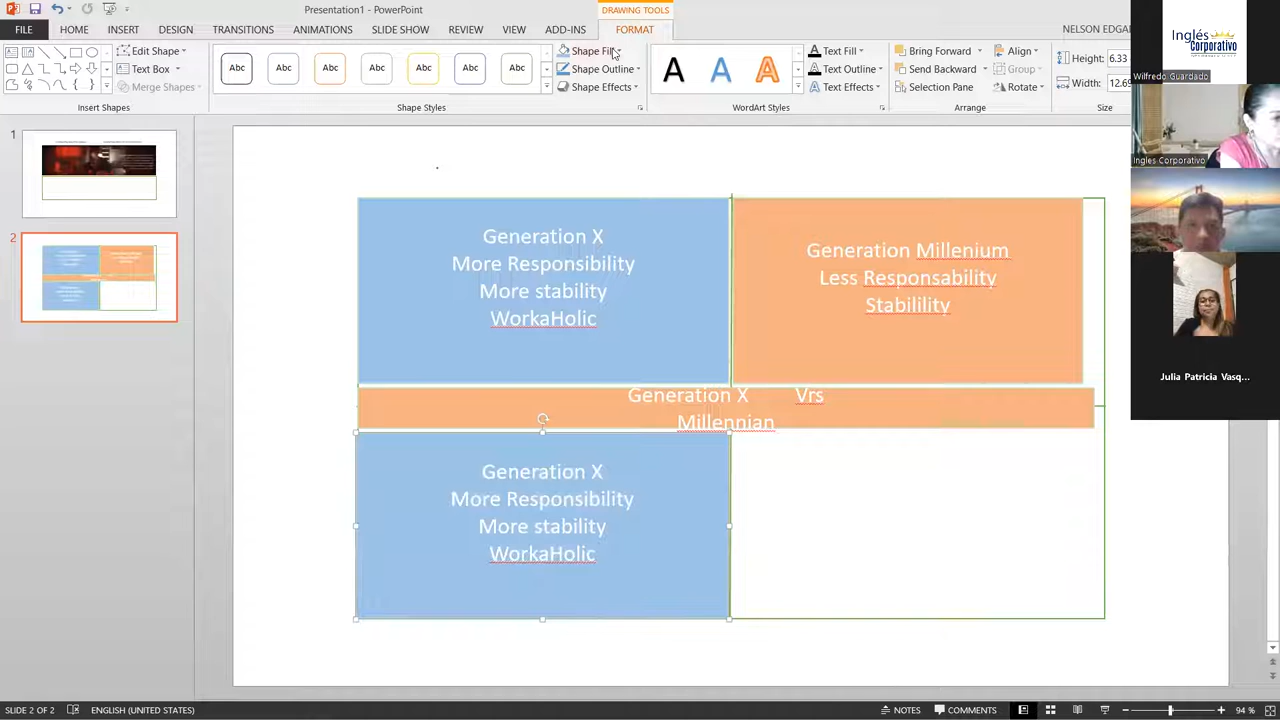 Presentation1 - PowerPoint
DRAWING TOOLS
FILE HOME INSERT DESIGN TRANSITIONS ANIMATIONS SLIDE SHOW REVIEW VIEW ADD-INS FORMAT
NELSON EDGAR
Edit Shape
Text Box
Merge Shapes
Insert Shapes
Abc Abc Abc Abc Abc Abc Abc
Shape Styles
Shape Fill
Shape Outline
Shape Effects
A A A
WordArt Styles
Text Fill
Text Outline
Text Effects
Bring Forward
Send Backward
Selection Pane
Align
Group
Rotate
Arrange
Height: 6.33
Width: 12.69
Size
Inglés
Corporativo
Wilfredo Guardado
Ingles Corporativo
Julia Patricia Vasq...
1
2
Generation X
More Responsibility
More stability
WorkaHolic
Generation Millenium
Less Responsability
Stabilility
Generation X Vrs
Millennian
Generation X
More Responsibility
More stability
WorkaHolic
SLIDE 2 OF 2
ENGLISH (UNITED STATES)
NOTES
COMMENTS
94 %